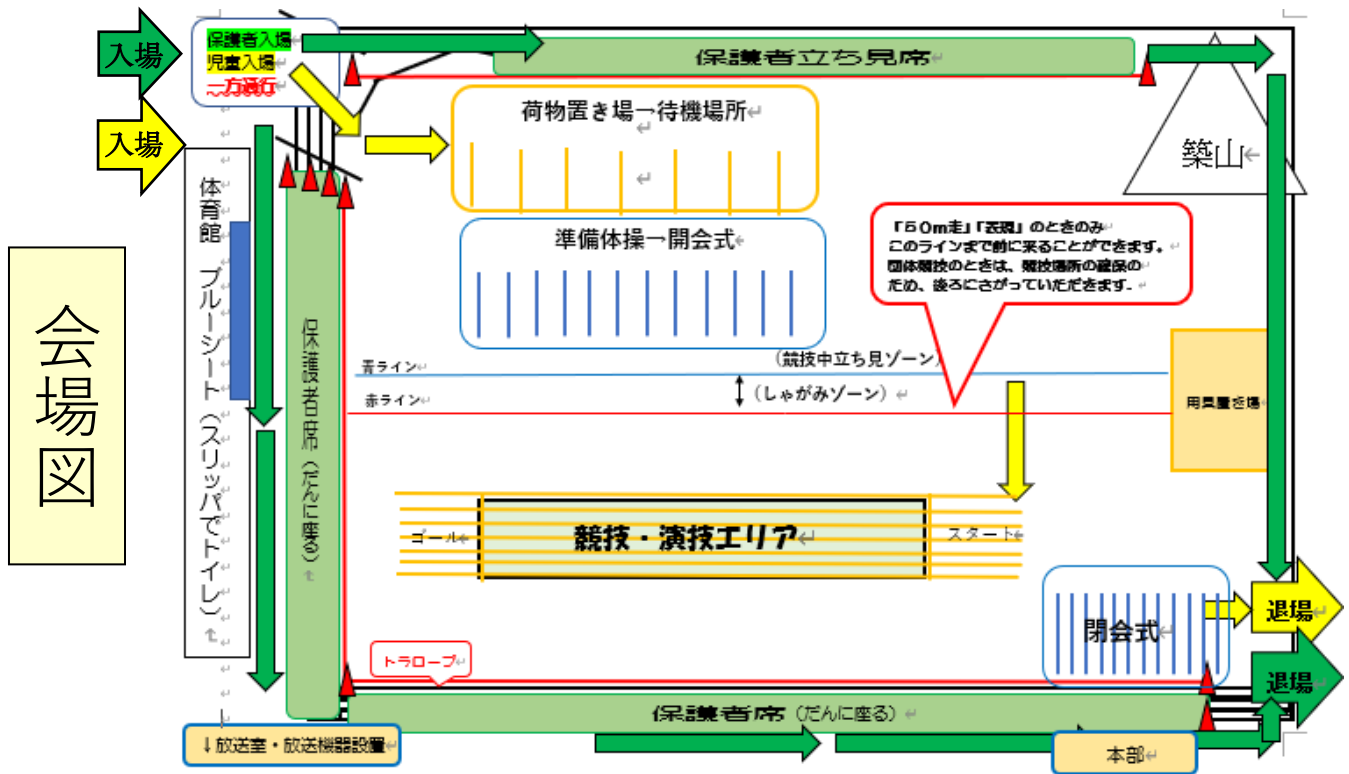 会場図
入場
入場
保護者入場
児童入場
一方通行
保護者立ち見席
荷物置き場→待機場所
築山
準備体操→開会式
「50m走」「表現」のときのみ
このラインまで前に来ることができます。
団体競技のときは、競技場所の確保の
ため、後ろにさがっていただきます。
体育館 ブルーシート(スリッパでトイレ)
保護者席(だんに座る)
青ライン
(競技中立ち見ゾーン)
(しゃがみゾーン)
赤ライン
用具置き場
ゴール
競技・演技エリア
スタート
閉会式
退場
退場
トラロープ
保護者席(だんに座る)
↓放送室・放送機器設置
本部